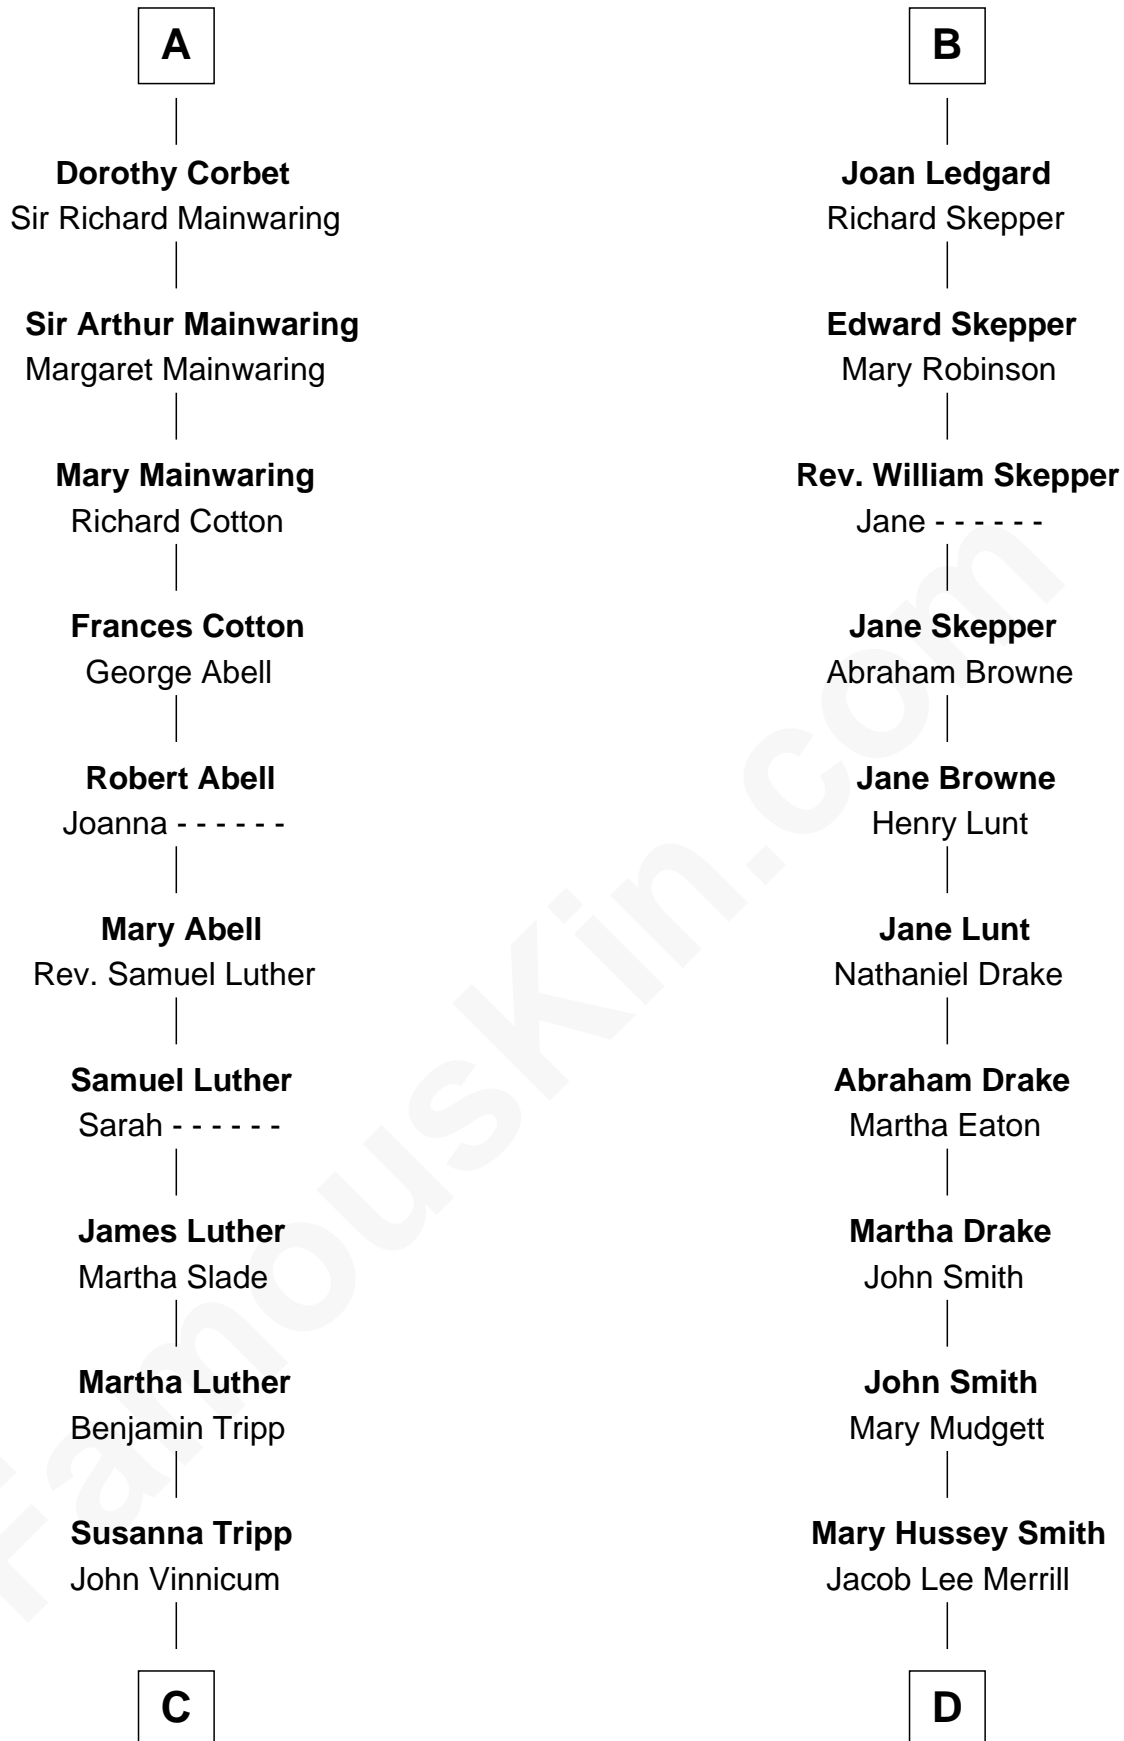 A
Dorothy Corbet
Sir Richard Mainwaring
Sir Arthur Mainwaring
Margaret Mainwaring
Mary Mainwaring
Richard Cotton
Frances Cotton
George Abell
Robert Abell
Joanna - - - - - -
Mary Abell
Rev. Samuel Luther
Samuel Luther
Sarah - - - - - -
James Luther
Martha Slade
Martha Luther
Benjamin Tripp
Susanna Tripp
John Vinnicum
C
B
Joan Ledgard
Richard Skepper
Edward Skepper
Mary Robinson
Rev. William Skepper
Jane - - - - - -
Jane Skepper
Abraham Browne
Jane Browne
Henry Lunt
Jane Lunt
Nathaniel Drake
Abraham Drake
Martha Eaton
Martha Drake
John Smith
John Smith
Mary Mudgett
Mary Hussey Smith
Jacob Lee Merrill
D
FamousKin.com